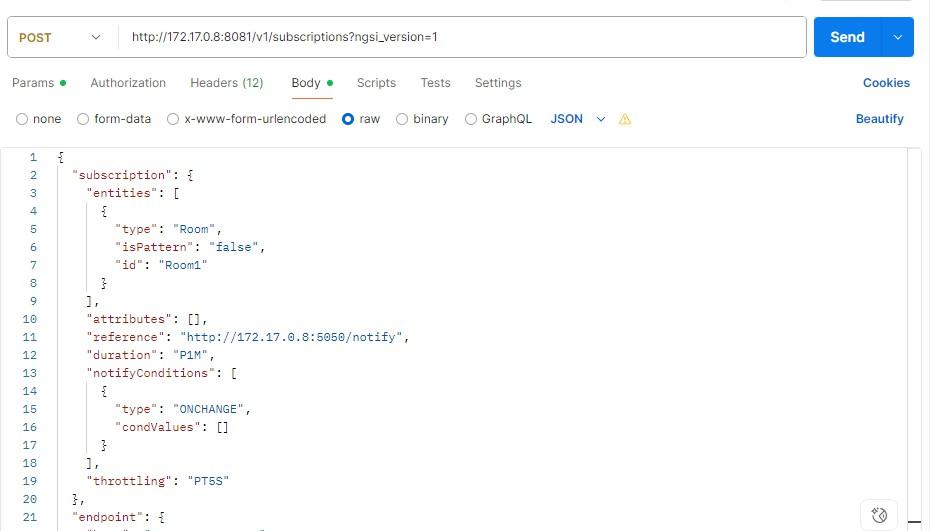 POST http://172.17.0.8:8081/v1/subscriptions?ngsi_version=1 Send
Params Authorization Headers (12) Body Scripts Tests Settings Cookies
none form-data x-www-form-urlencoded raw binary GraphQL JSON Beautify
1 {
2 "subscription": {
3 "entities": [
4 {
5 "type": "Room",
6 "isPattern": "false",
7 "id": "Room1"
8 }
9 ],
10 "attributes": [],
11 "reference": "http://172.17.0.8:5050/notify",
12 "duration": "P1M",
13 "notifyConditions": [
14 {
15 "type": "ONCHANGE",
16 "condValues": []
17 }
18 ],
19 "throttling": "PT5S"
20 },
21 "endpoint": {